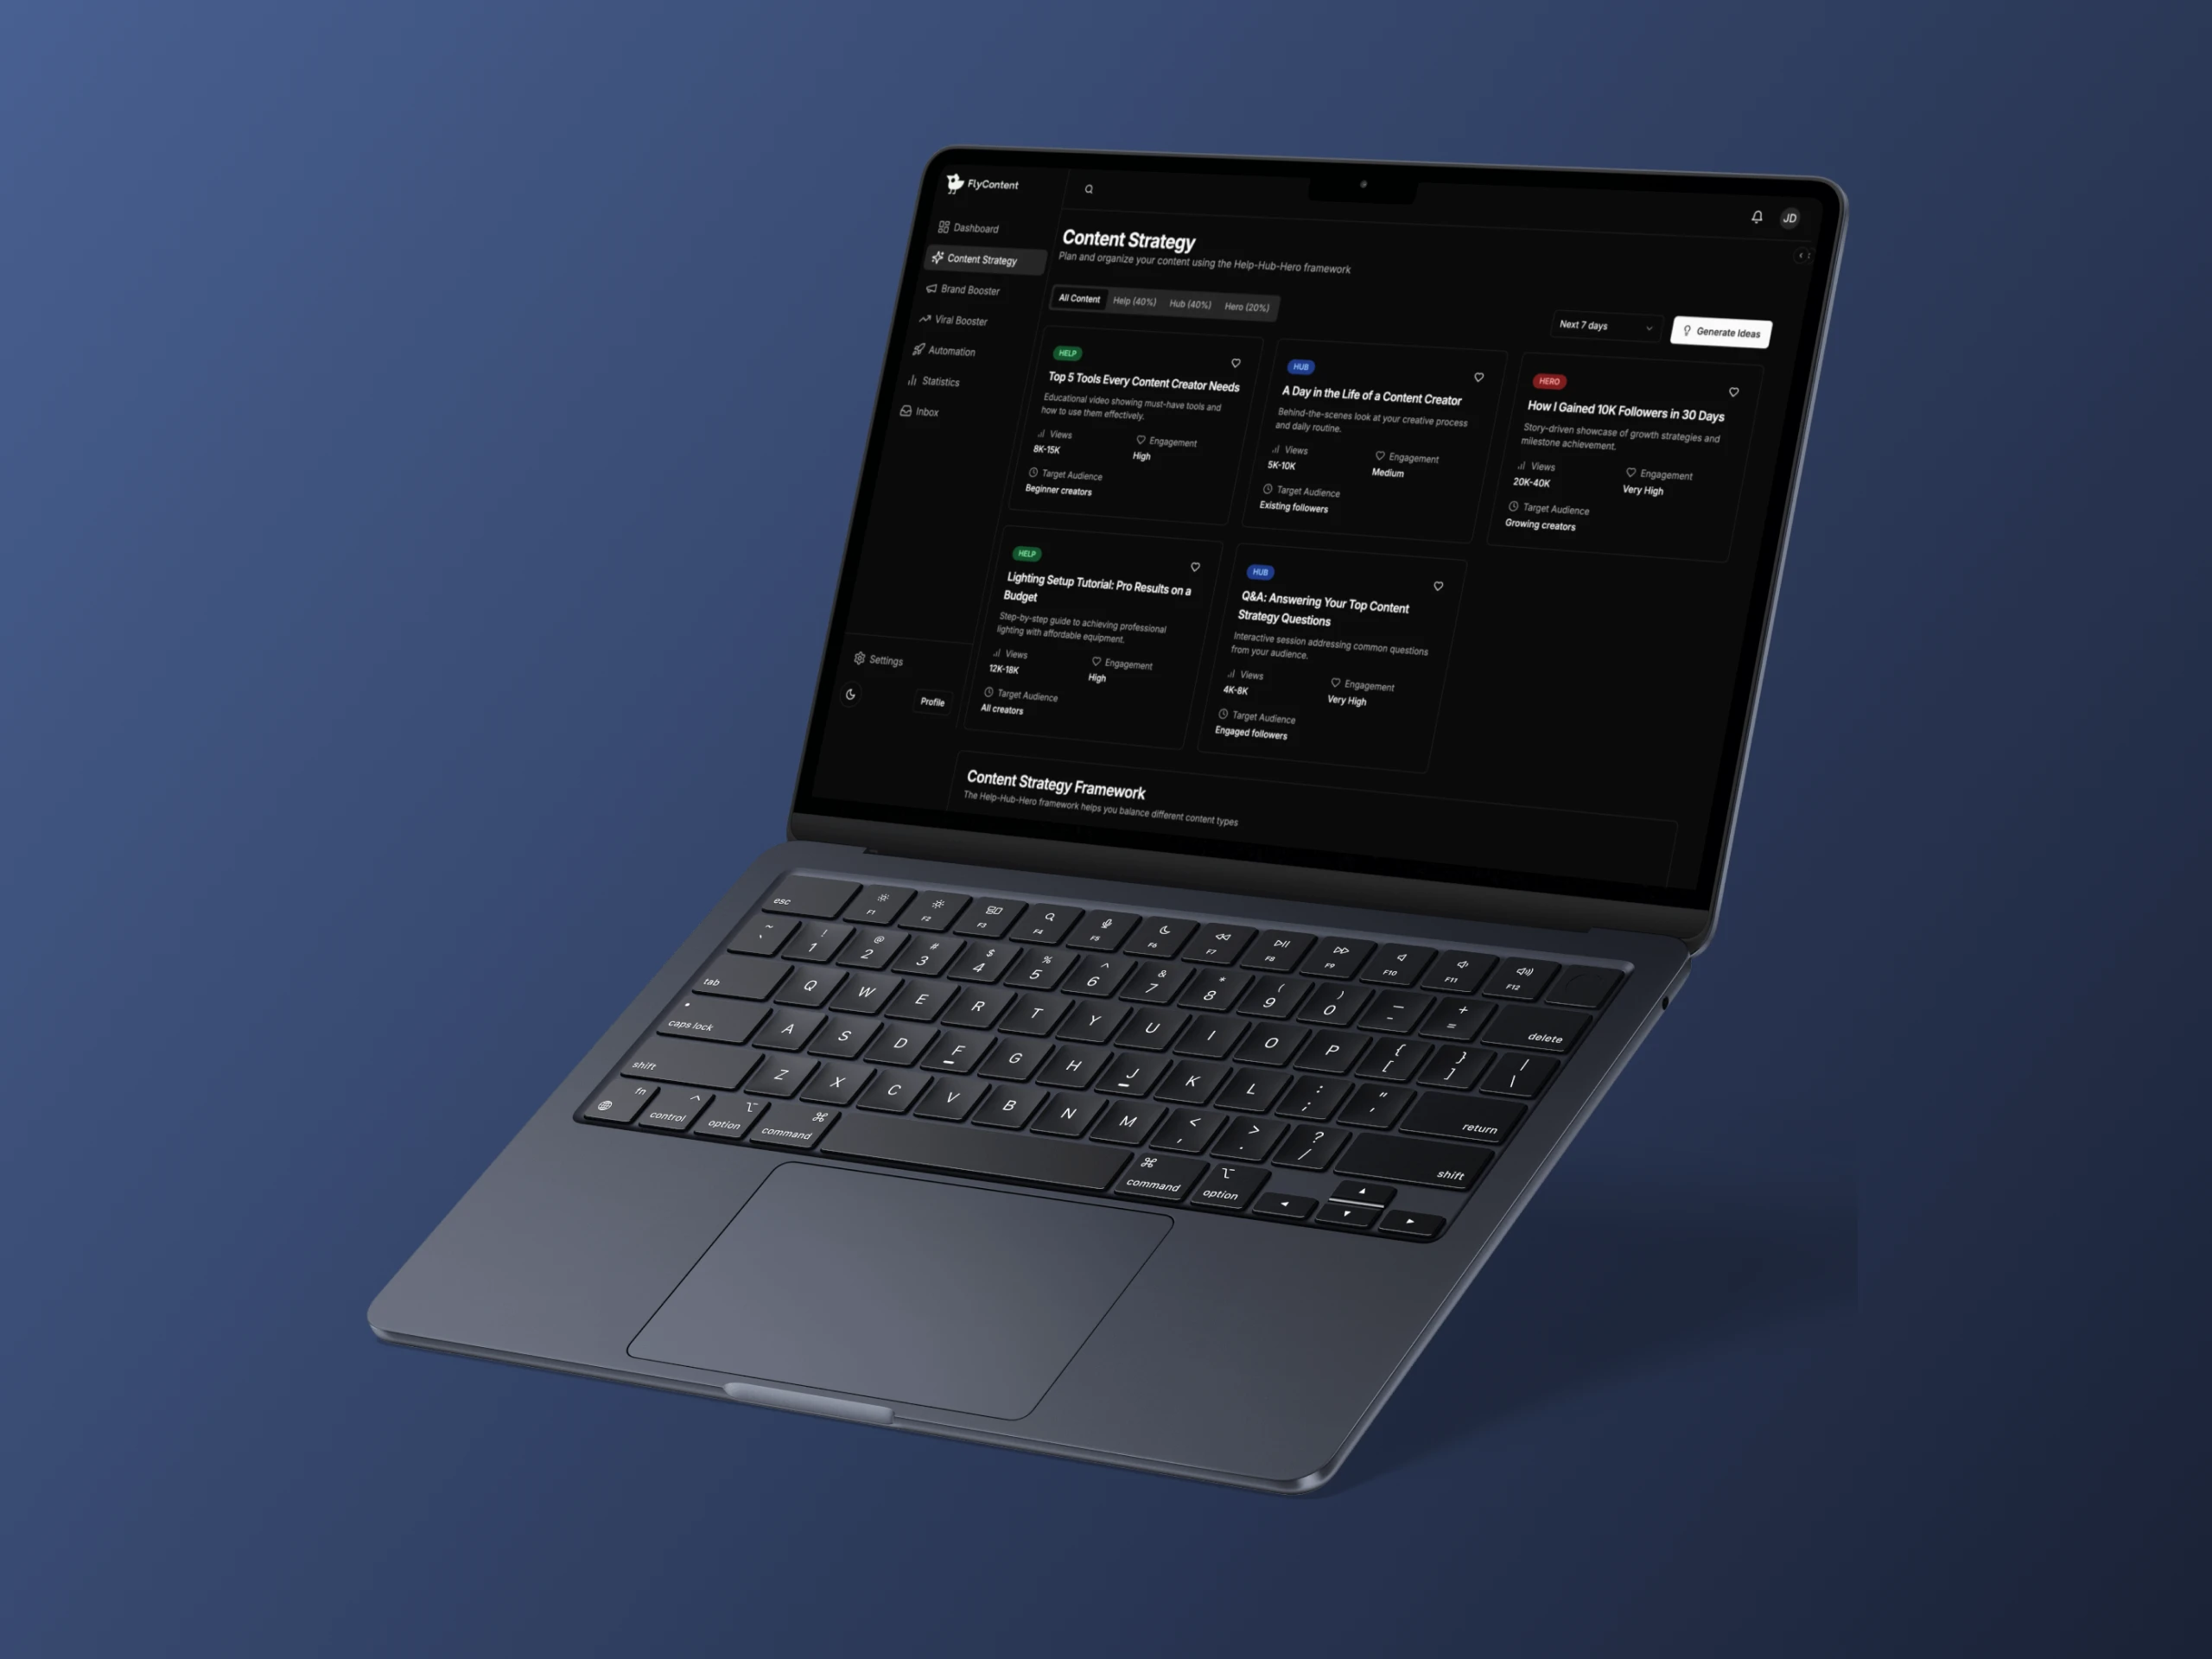 FlyContent
Dashboard
Content Strategy
Brand Booster
Viral Booster
Automation
Statistics
Inbox
Settings
Profile
JD
Content Strategy
Plan and organize your content using the Help-Hub-Hero framework
All Content Help (40%) Hub (40%) Hero (20%)
Next 7 days
Generate Ideas
HELP
Top 5 Tools Every Content Creator Needs
Educational video showing must-have tools and
how to use them effectively.
Views Engagement
8K-15K High
Target Audience
Beginner creators
HUB
A Day in the Life of a Content Creator
Behind-the-scenes look at your creative process
and daily routine.
Views Engagement
5K-10K Medium
Target Audience
Existing followers
HERO
How I Gained 10K Followers in 30 Days
Story-driven showcase of growth strategies and
milestone achievement.
Views Engagement
20K-40K Very High
Target Audience
Growing creators
HELP
Lighting Setup Tutorial: Pro Results on a
Budget
Step-by-step guide to achieving professional
lighting with affordable equipment.
Views Engagement
12K-18K High
Target Audience
All creators
HUB
Q&A: Answering Your Top Content
Strategy Questions
Interactive session addressing common questions
from your audience.
Views Engagement
4K-8K Very High
Target Audience
Engaged followers
Content Strategy Framework
The Help-Hub-Hero framework helps you balance different content types
esc F1 F2 F3 F4 F5 F6 F7 F8 F9 F10 F11 F12
~ ! @ # $ % ^ & * ( ) — +
` 1 2 3 4 5 6 7 8 9 0 - = delete
tab Q W E R T Y U I O P { [ } ] | \
caps lock A S D F G H J K L : ; " ' return
shift Z X C V B N M < , > . ? / shift
fn control ^ option ⌥ command ⌘ ⌘ command ⌥ option